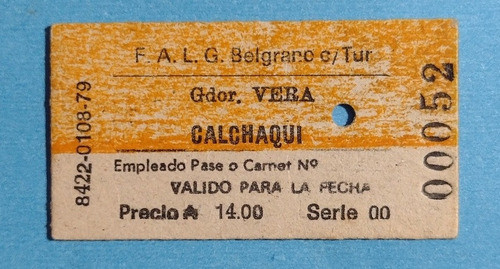 F. A. L. G. Belgrano c/Tur
Gdor. VERA
CALCHAQUI
Empleado Pase o Carnet Nº
VALIDO PARA LA FECHA
Precio A 14.00 Serie 00
8422-0108-79
00052